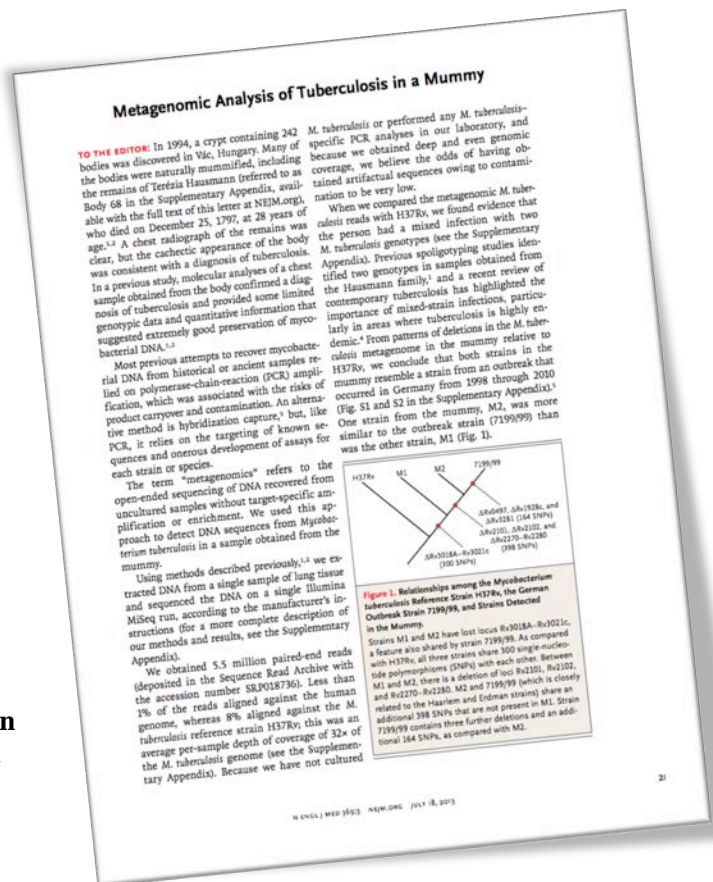 Metagenomic Analysis of Tuberculosis in a Mummy
TO THE EDITOR: In 1994, a crypt containing 242
bodies was discovered in Vác, Hungary. Many of
the bodies were naturally mummified, including
the remains of Terézia Hausmann (referred to as
Body 68 in the Supplementary Appendix, avail-
able with the full text of this letter at NEJM.org),
who died on December 25, 1797, at 28 years of
age.1,2 A chest radiograph of the remains was
clear, but the cachectic appearance of the body
was consistent with a diagnosis of tuberculosis.
In a previous study, molecular analyses of a chest
sample obtained from the body confirmed a diag-
nosis of tuberculosis and provided some limited
genotypic data and quantitative information that
suggested extremely good preservation of myco-
bacterial DNA.1,2
Most previous attempts to recover mycobacte-
rial DNA from historical or ancient samples re-
lied on polymerase-chain-reaction (PCR) ampli-
fication, which was associated with the risks of
product carryover and contamination. An alterna-
tive method is hybridization capture,3 but, like
PCR, it relies on the targeting of known se-
quences and onerous development of assays for
each strain or species.
The term "metagenomics" refers to the
open-ended sequencing of DNA recovered from
uncultured samples without target-specific am-
plification or enrichment. We used this ap-
proach to detect DNA sequences from Mycobac-
terium tuberculosis in a sample obtained from the
mummy.
Using methods described previously,1,2 we ex-
tracted DNA from a single sample of lung tissue
and sequenced the DNA on a single Illumina
MiSeq run, according to the manufacturer's in-
structions (for a more complete description of
our methods and results, see the Supplementary
Appendix).
We obtained 5.5 million paired-end reads
(deposited in the Sequence Read Archive with
the accession number SRP018736). Less than
1% of the reads aligned against the human
genome, whereas 8% aligned against the M.
tuberculosis reference strain H37Rv; this was an
average per-sample depth of coverage of 32× of
the M. tuberculosis genome (see the Supplemen-
tary Appendix). Because we have not cultured
M. tuberculosis or performed any M. tuberculosis–
specific PCR analyses in our laboratory, and
because we obtained deep and even genomic
coverage, we believe the odds of having ob-
tained artifactual sequences owing to contami-
nation to be very low.
When we compared the metagenomic M. tuber-
culosis reads with H37Rv, we found evidence that
the person had a mixed infection with two
M. tuberculosis genotypes (see the Supplementary
Appendix). Previous spoligotyping studies iden-
tified two genotypes in samples obtained from
the Hausmann family,1 and a recent review of
contemporary tuberculosis has highlighted the
importance of mixed-strain infections, particu-
larly in areas where tuberculosis is highly en-
demic.4 From patterns of deletions in the M. tuber-
culosis metagenome in the mummy relative to
H37Rv, we conclude that both strains in the
mummy resemble a strain from an outbreak that
occurred in Germany from 1998 through 2010
(Fig. S1 and S2 in the Supplementary Appendix).5
One strain from the mummy, M2, was more
similar to the outbreak strain (7199/99) than
was the other strain, M1 (Fig. 1).
H37Rv M1 M2 7199/99
ΔRv0497, ΔRv1928c, and
ΔRv3281 (164 SNPs)
ΔRv2101, ΔRv2102, and
ΔRv2270–Rv2280
(398 SNPs)
ΔRv3018A–Rv3021c
(300 SNPs)
Figure 1. Relationships among the Mycobacterium
tuberculosis Reference Strain H37Rv, the German
Outbreak Strain 7199/99, and Strains Detected
in the Mummy.
Strains M1 and M2 have lost locus Rv3018A–Rv3021c,
a feature also shared by strain 7199/99. As compared
with H37Rv, all three strains share 300 single-nucleo-
tide polymorphisms (SNPs) with each other. Between
M1 and M2, there is a deletion of loci Rv2101, Rv2102,
and Rv2270–Rv2280. M2 and 7199/99 (which is closely
related to the Haarlem and Erdman strains) share an
additional 398 SNPs that are not present in M1. Strain
7199/99 contains three further deletions and an addi-
tional 164 SNPs, as compared with M2.
N ENGL J MED 369;3 NEJM.ORG JULY 18, 2013
21